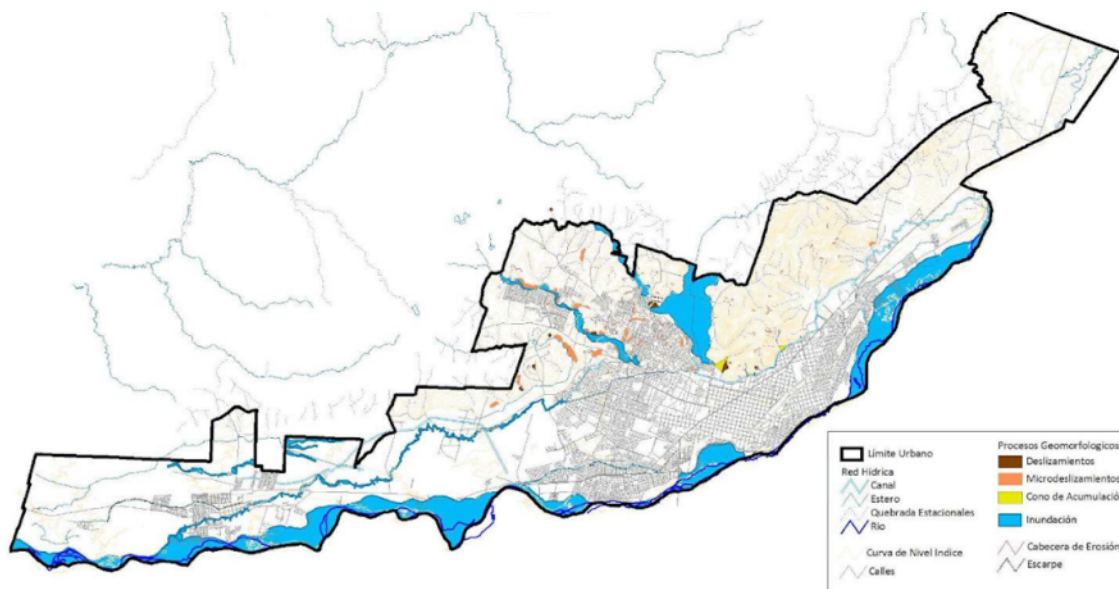 Límite Urbano
Red Hídrica
Canal
Estero
Quebrada Estacionales
Río
Curva de Nivel Indice
Calles
Procesos Geomorfologicos
Deslizamientos
Microdeslizamientos
Cono de Acumulació
Inundación
Cabecera de Erosión
Escarpe